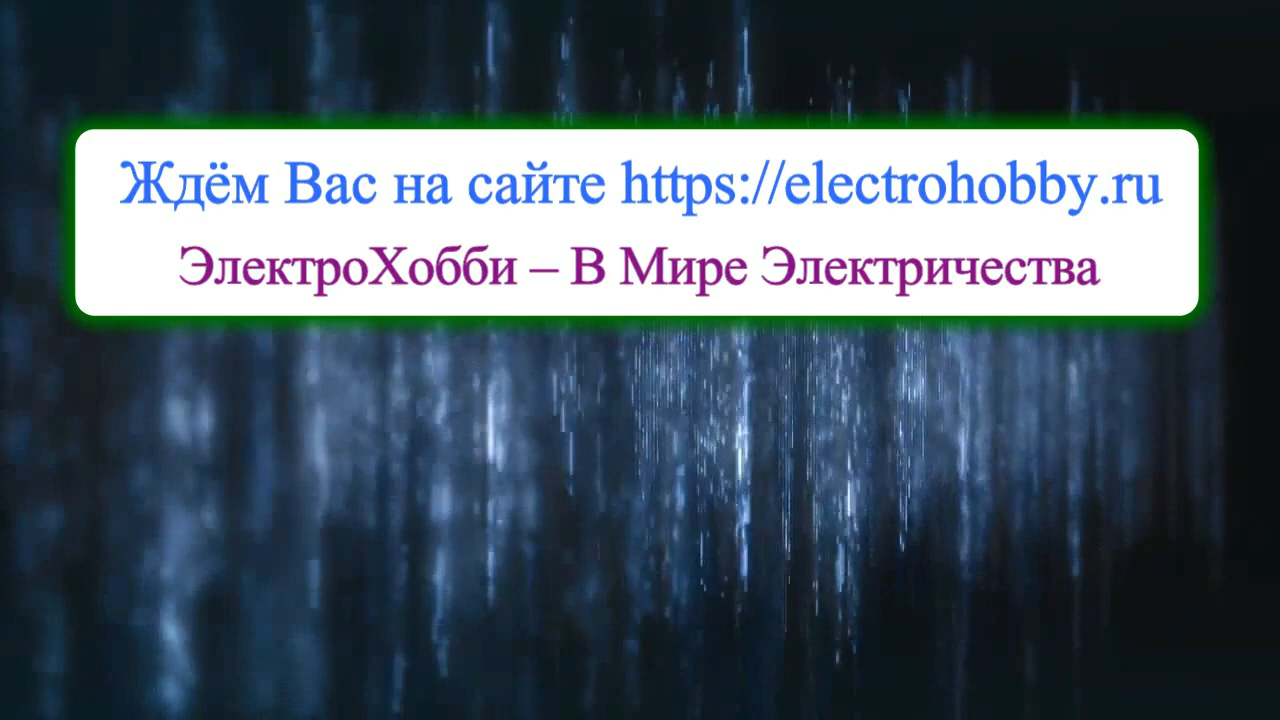 Ждём Вас на сайте https://electrohobby.ru
ЭлектроХобби – В Мире Электричества